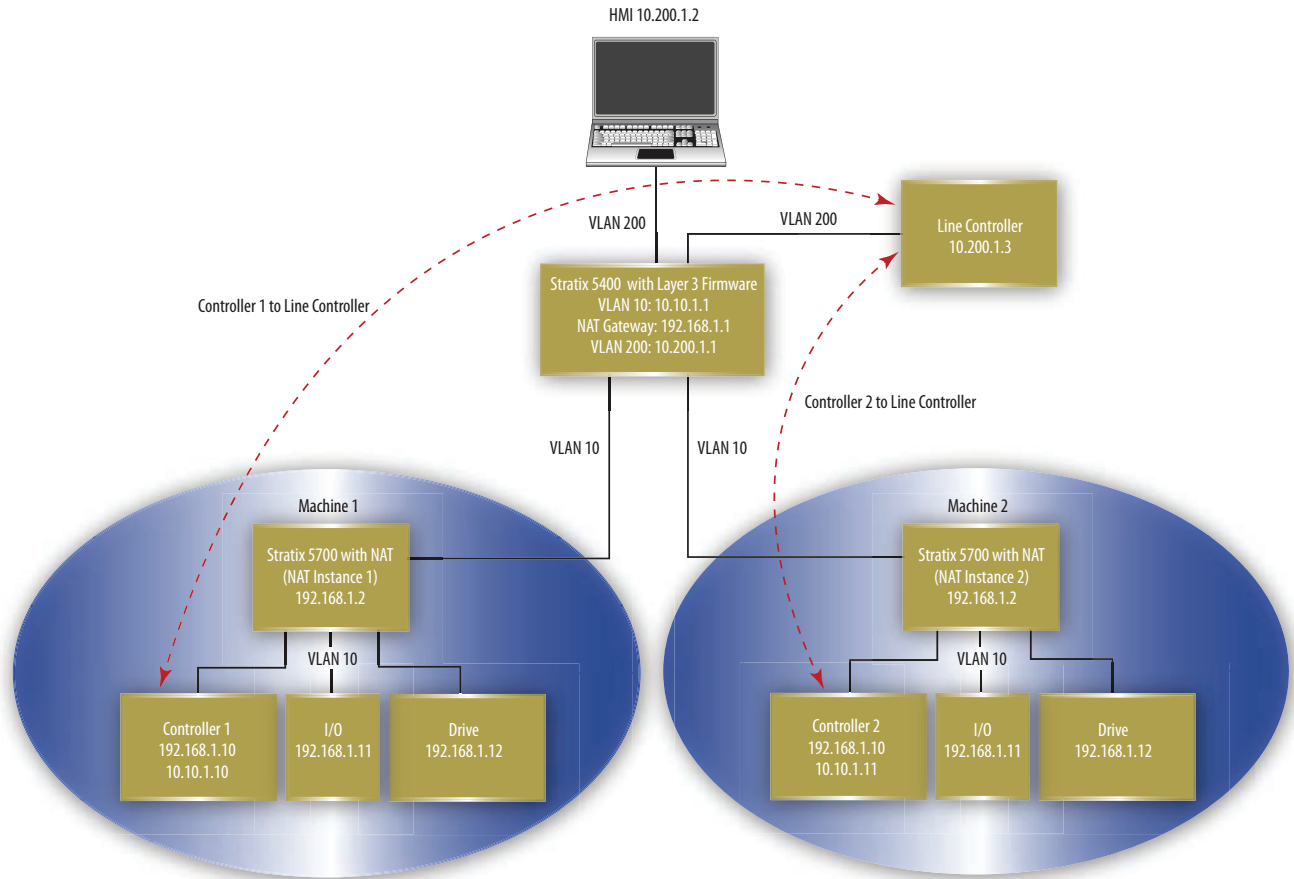 HMI 10.200.1.2
VLAN 200
VLAN 200
Line Controller
10.200.1.3
Stratix 5400 with Layer 3 Firmware
VLAN 10: 10.10.1.1
NAT Gateway: 192.168.1.1
VLAN 200: 10.200.1.1
Controller 1 to Line Controller
Controller 2 to Line Controller
VLAN 10
VLAN 10
Machine 1
Stratix 5700 with NAT
(NAT Instance 1)
192.168.1.2
VLAN 10
Controller 1
192.168.1.10
10.10.1.10
I/O
192.168.1.11
Drive
192.168.1.12
Machine 2
Stratix 5700 with NAT
(NAT Instance 2)
192.168.1.2
VLAN 10
Controller 2
192.168.1.10
10.10.1.11
I/O
192.168.1.11
Drive
192.168.1.12